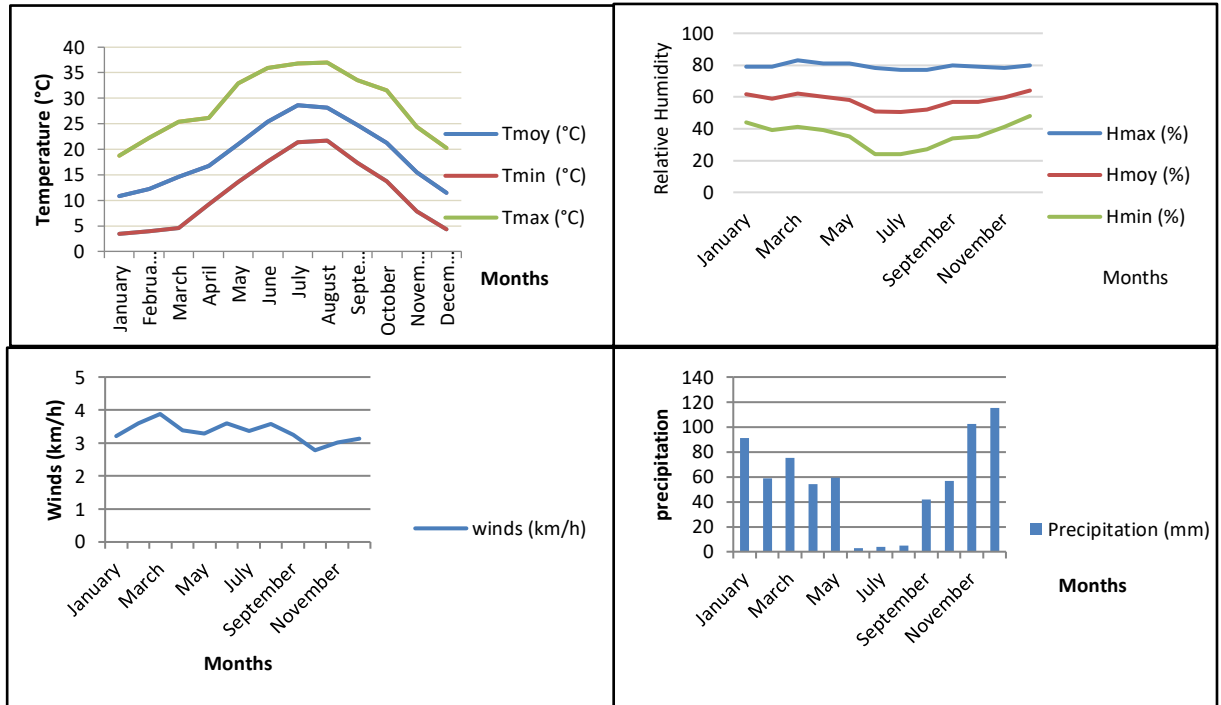 Temperature (°C)
40
35
30
25
20
15
10
5
0
January
Februa...
March
April
May
June
July
August
Septe...
October
Novem...
Decem...
Months
Tmoy (°C)
Tmin (°C)
Tmax (°C)
Relative Humidity
100
80
60
40
20
0
January
March
May
July
September
November
Months
Hmax (%)
Hmoy (%)
Hmin (%)
Winds (km/h)
5
4
3
2
1
0
January
March
May
July
September
November
Months
winds (km/h)
precipitation
140
120
100
80
60
40
20
0
January
March
May
July
September
November
Months
Precipitation (mm)